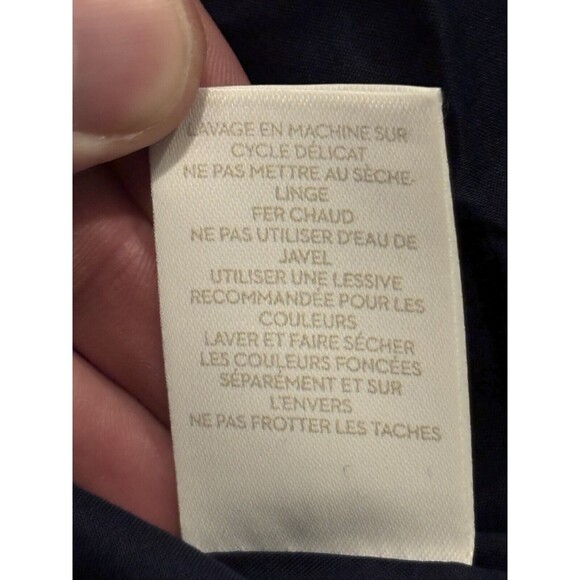 LAVAGE EN MACHINE SUR
CYCLE DÉLICAT
NE PAS METTRE AU SÈCHE-
LINGE
FER CHAUD
NE PAS UTILISER D'EAU DE
JAVEL
UTILISER UNE LESSIVE
RECOMMANDÉE POUR LES
COULEURS
LAVER ET FAIRE SÉCHER
LES COULEURS FONCÉES
SÉPARÉMENT ET SUR
L'ENVERS
NE PAS FROTTER LES TACHES